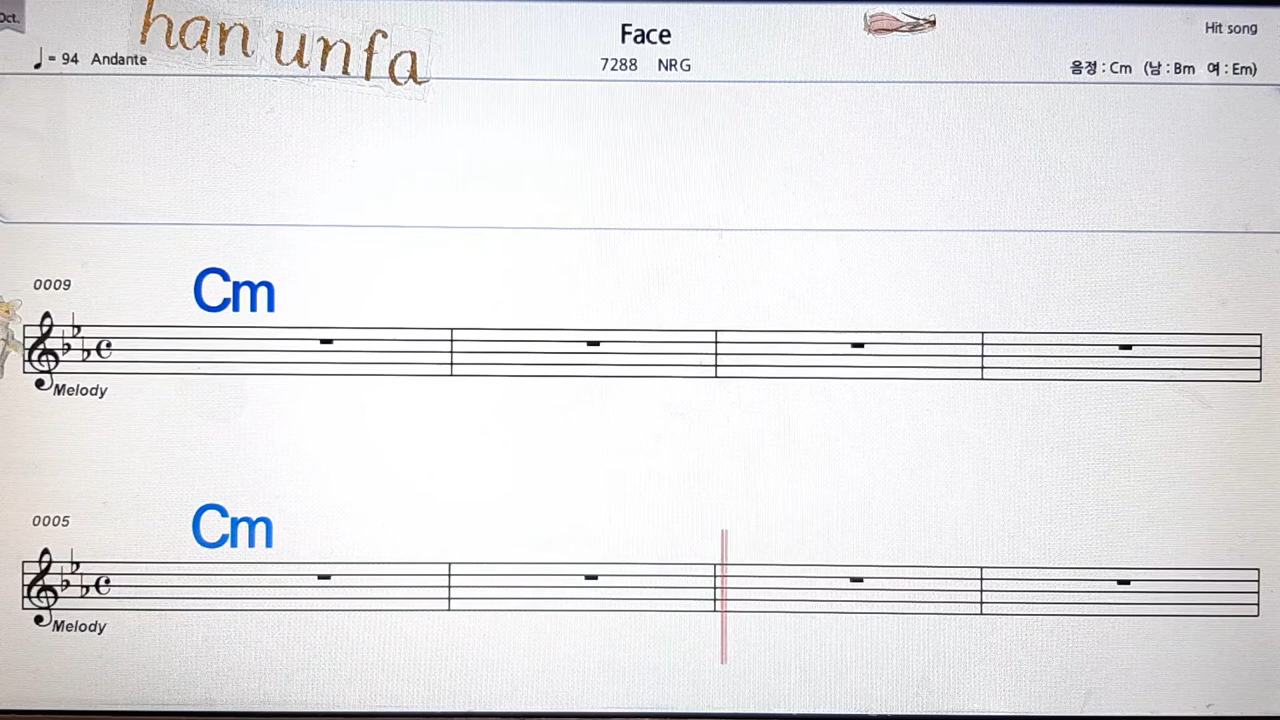 Oct.
han unfa
Face
Hit song
♩= 94 Andante
7288 NRG
음정 : Cm (남 : Bm 여 : Em)
0009
Cm
Melody
0005
Cm
Melody